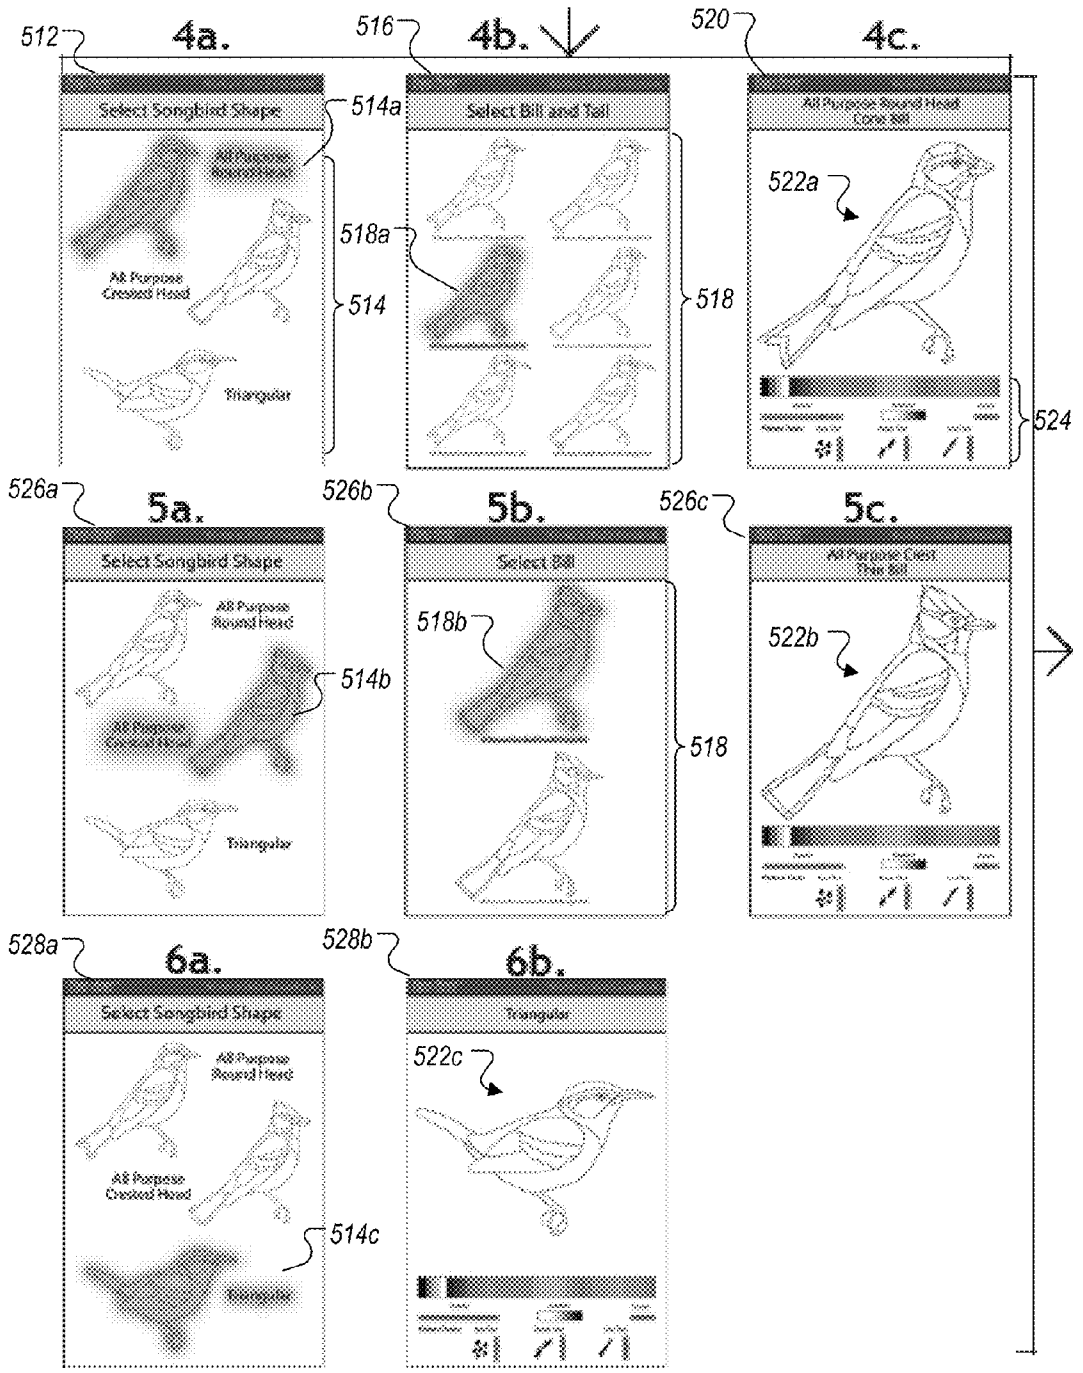 512
4a.
516
4b.
520
4c.
Select Songbird Shape
514a
Select Bill and Tail
All Purpose Round Head
Cone Bill
All Purpose
Round Head
522a
518a
All Purpose
Crested Head
514
518
Triangular
524
526a
5a.
526b
5b.
526c
5c.
Select Songbird Shape
Select Bill
All Purpose Crest
Thin Bill
All Purpose
Round Head
518b
522b
514b
All Purpose
Crested Head
518
Triangular
528a
6a.
528b
6b.
Select Songbird Shape
Triangular
All Purpose
Round Head
522c
All Purpose
Crested Head
514c
Triangular